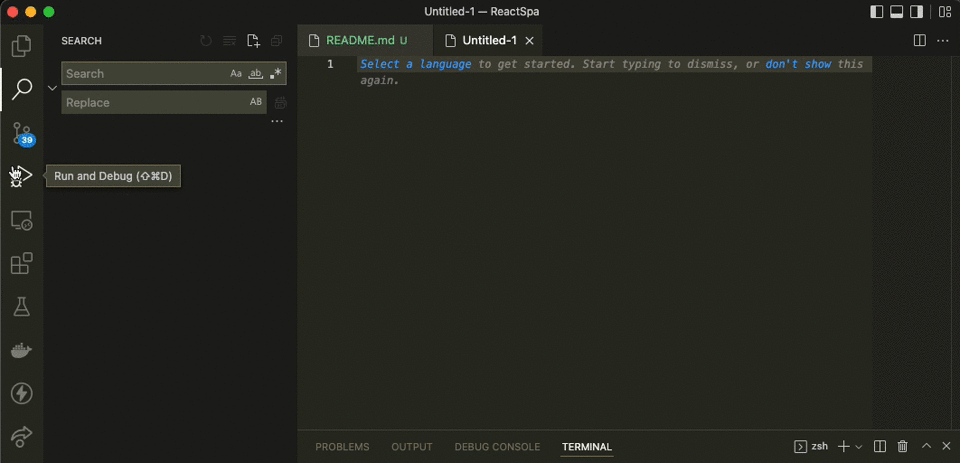 Untitled-1 — ReactSpa
SEARCH
README.md U
Untitled-1
Search
Aa ab .*
Replace
AB
1
Select a language to get started. Start typing to dismiss, or don't show this
again.
39
Run and Debug (⇧⌘D)
PROBLEMS
OUTPUT
DEBUG CONSOLE
TERMINAL
zsh